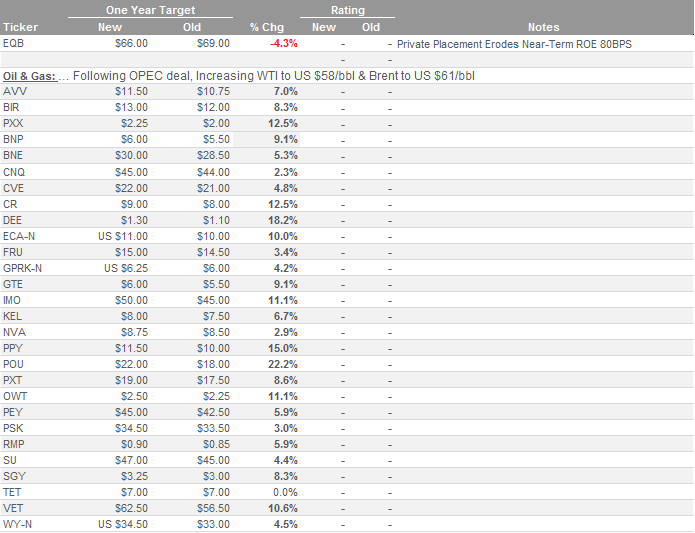 One Year Target Rating
Ticker New Old % Chg New Old Notes
EQB $66.00 $69.00 -4.3% - - Private Placement Erodes Near-Term ROE 80BPS
- -
Oil & Gas: ... Following OPEC deal, Increasing WTI to US $58/bbl & Brent to US $61/bbl
AVV $11.50 $10.75 7.0% - -
BIR $13.00 $12.00 8.3% - -
PXX $2.25 $2.00 12.5% - -
BNP $6.00 $5.50 9.1% - -
BNE $30.00 $28.50 5.3% - -
CNQ $45.00 $44.00 2.3% - -
CVE $22.00 $21.00 4.8% - -
CR $9.00 $8.00 12.5% - -
DEE $1.30 $1.10 18.2% - -
ECA-N US $11.00 $10.00 10.0% - -
FRU $15.00 $14.50 3.4% - -
GPRK-N US $6.25 $6.00 4.2% - -
GTE $6.00 $5.50 9.1% - -
IMO $50.00 $45.00 11.1% - -
KEL $8.00 $7.50 6.7% - -
NVA $8.75 $8.50 2.9% - -
PPY $11.50 $10.00 15.0% - -
POU $22.00 $18.00 22.2% - -
PXT $19.00 $17.50 8.6% - -
OWT $2.50 $2.25 11.1% - -
PEY $45.00 $42.50 5.9% - -
PSK $34.50 $33.50 3.0% - -
RMP $0.90 $0.85 5.9% - -
SU $47.00 $45.00 4.4% - -
SGY $3.25 $3.00 8.3% - -
TET $7.00 $7.00 0.0% - -
VET $62.50 $56.50 10.6% - -
WY-N US $34.50 $33.00 4.5% - -